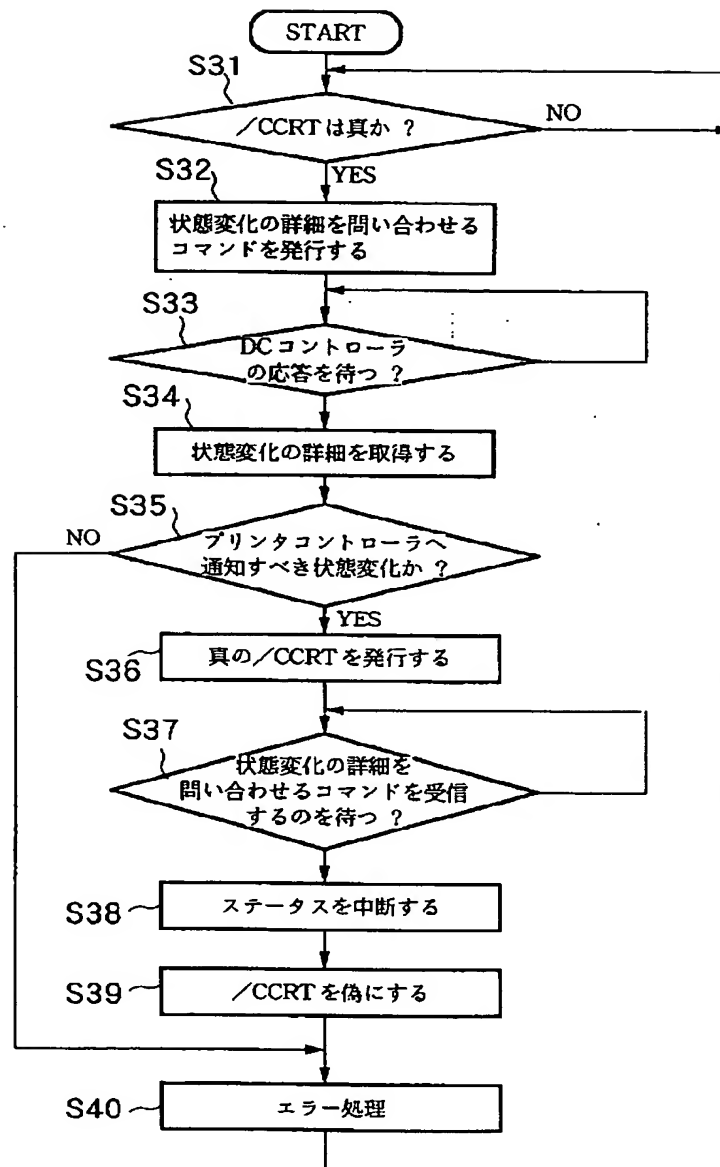 START
S31
/CCRTは真か ?
NO
YES
S32
状態変化の詳細を問い合わせる
コマンドを発行する
S33
DCコントローラ
の応答を待つ ?
S34
状態変化の詳細を取得する
S35
NO
プリンタコントローラへ
通知すべき状態変化か ?
YES
S36
真の/CCRTを発行する
S37
状態変化の詳細を
問い合わせるコマンドを受信
するのを待つ ?
S38
ステータスを中断する
S39
/CCRTを偽にする
S40
エラー処理